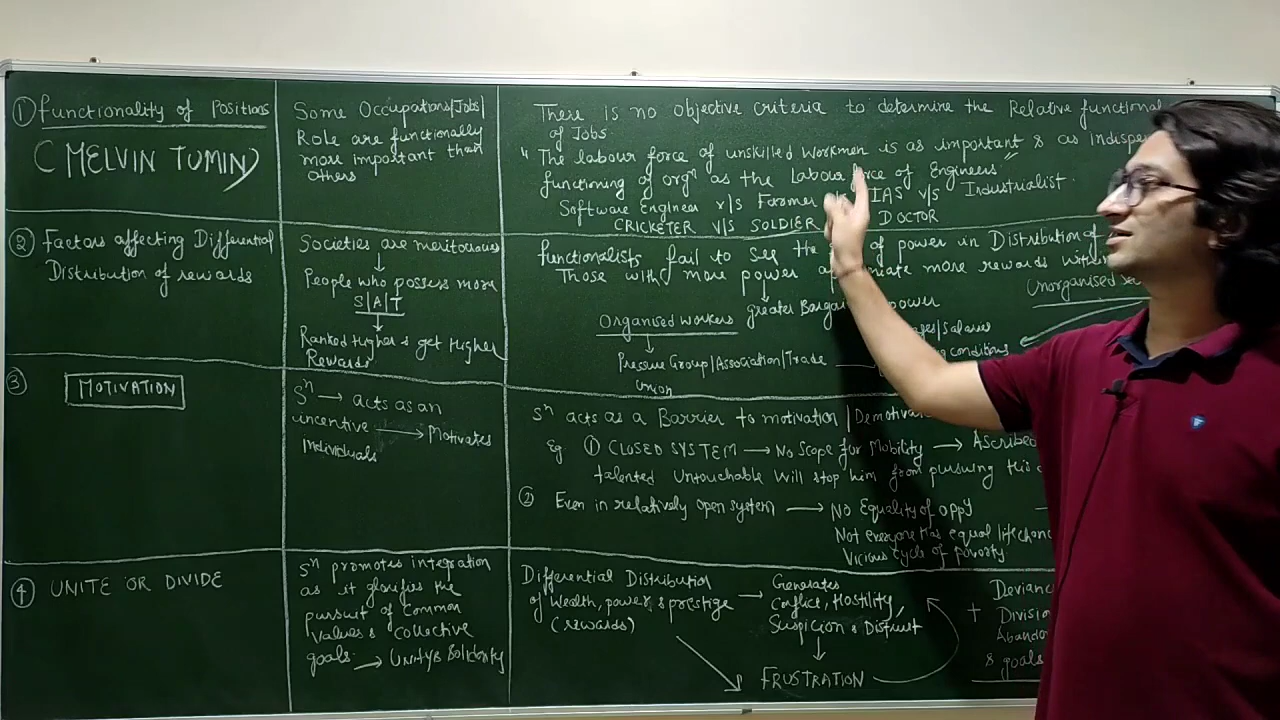 ① Functionality of Positions
(MELVIN TUMIN)
Some Occupations/Jobs/
Role are functionally
more important than
others
There is no objective criteria to determine the Relative functional
of Jobs.
" The labour force of unskilled workmen is as important & as
functioning of orgⁿ as the Labour force of Engineers"
Software Engineer v/s Farmer IAS v/s Industrialist.
CRICKETER v/s SOLDIER DOCTOR
② Factors affecting Differential
Distribution of rewards
Societies are meritocratic
↓
People who possess more
S|A|T
↓
Ranked Higher & get Higher
Rewards
functionalists fail to see the of power in Distribution of
Those with more power more rewards
↓
greater power
Unorganised
Organised workers
↓
/Salaries
conditions
Pressure Group/Association/Trade
Union
③ MOTIVATION
Sⁿ → acts as an
incentive → Motivates
Individuals
Sⁿ acts as a Barrier to motivation /
Eg ① CLOSED SYSTEM → No Scope for Mobility → Ascribed
talented Untouchable will stop him from pursuing his
② Even in relatively open system → No Equality of oppy
Not everyone has equal life
Vicious cycle of poverty
④ UNITE OR DIVIDE
Sⁿ promotes integration
as it glorifies the
pursuit of common
values & collective
goals. → Unity & Solidarity
Differential Distribution
of Wealth, power & prestige
(rewards)
→ Generates
Conflict, Hostility,
Suspicion & Distrust
↓
FRUSTRATION
+
& goals